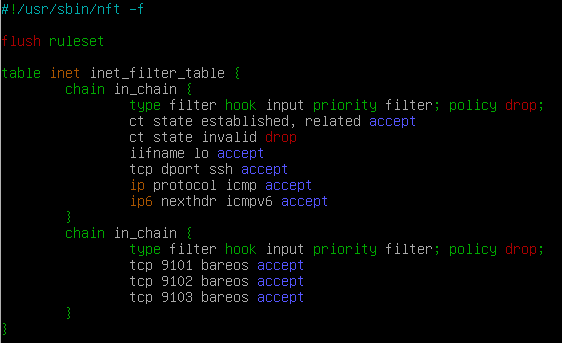 #!/usr/sbin/nft -f
flush ruleset
table inet inet_filter_table {
chain in_chain {
type filter hook input priority filter; policy drop;
ct state established, related accept
ct state invalid drop
iifname lo accept
tcp dport ssh accept
ip protocol icmp accept
ip6 nexthdr icmpv6 accept
}
chain in_chain {
type filter hook input priority filter; policy drop;
tcp 9101 bareos accept
tcp 9102 bareos accept
tcp 9103 bareos accept
}
}